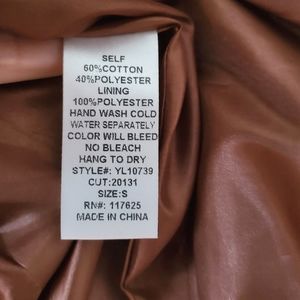 SELF
60%COTTON
40%POLYESTER
LINING
100%POLYESTER
HAND WASH COLD
WATER SEPARATELY
COLOR WILL BLEED
NO BLEACH
HANG TO DRY
STYLE#: YL10739
CUT:20131
SIZE:S
RN#: 117625
MADE IN CHINA